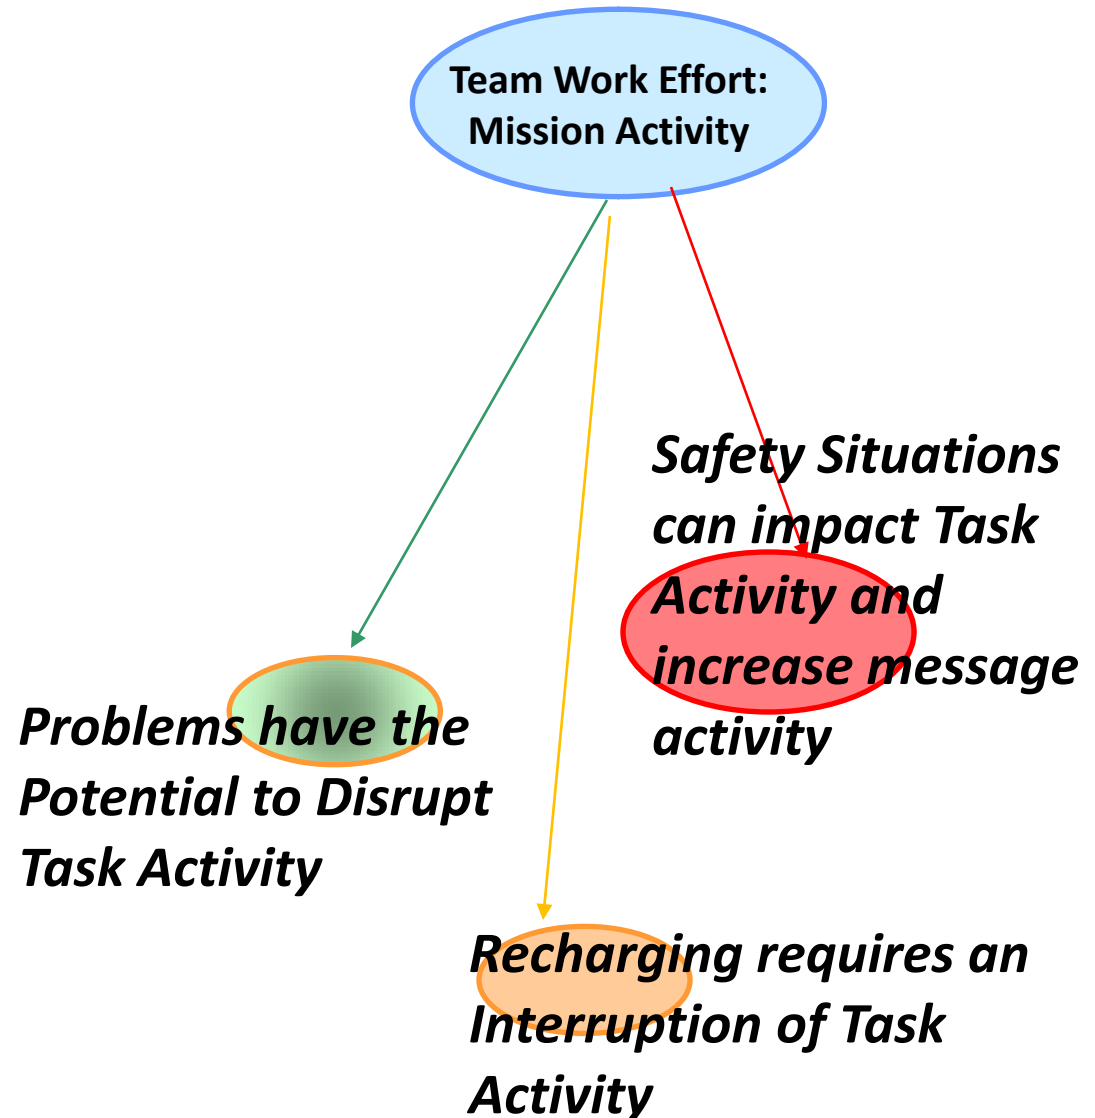 Team Work Effort:
Mission Activity
Safety Situations
can impact Task
Activity and
increase message
activity
Problems have the
Potential to Disrupt
Task Activity
Recharging requires an
Interruption of Task
Activity